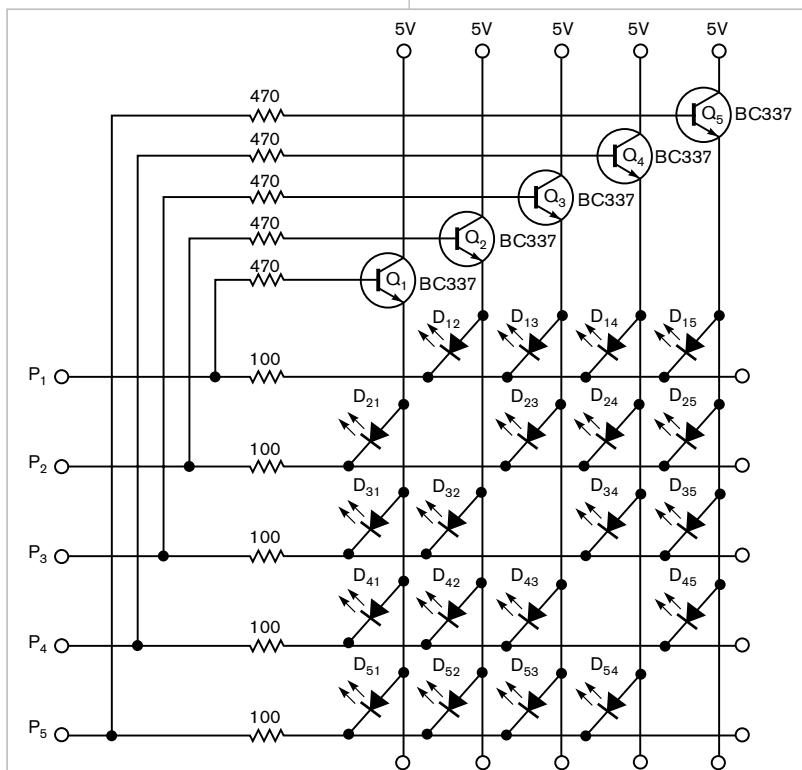 5V 5V 5V 5V 5V
470
Q5 BC337
470
Q4 BC337
470
Q3 BC337
470
Q2 BC337
470
Q1 BC337
D12 D13 D14 D15
P1 100
D21 D23 D24 D25
P2 100
D31 D32 D34 D35
P3 100
D41 D42 D43 D45
P4 100
D51 D52 D53 D54
P5 100